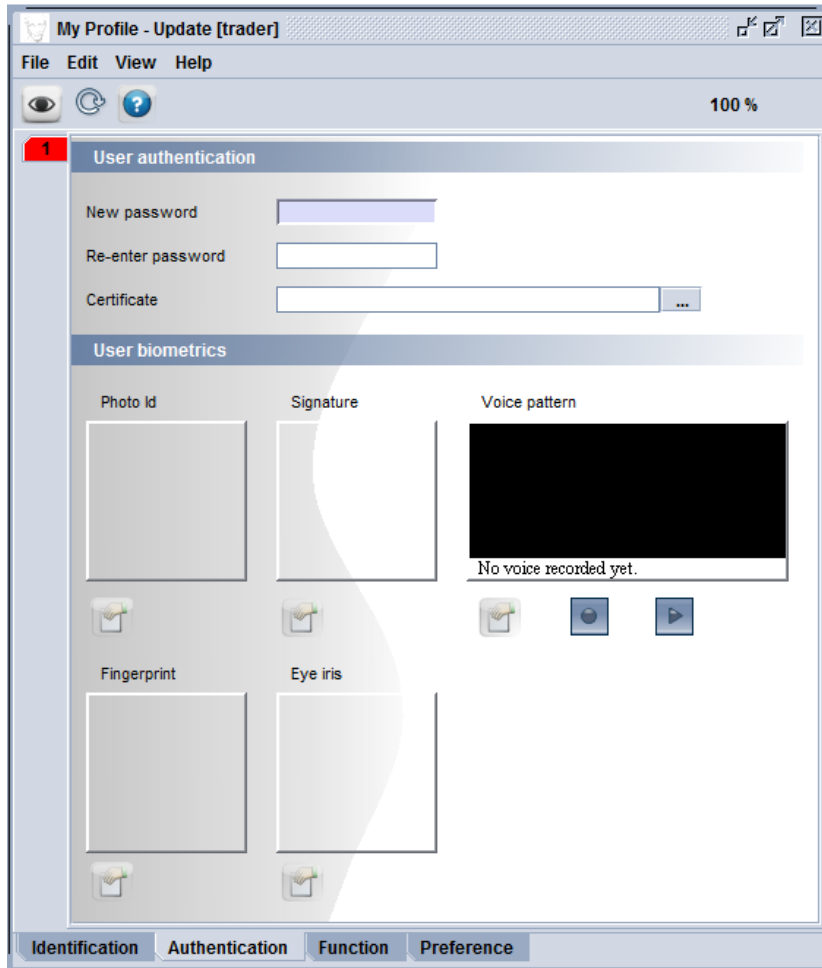 My Profile - Update [trader]
File Edit View Help
? 100 %
1 User authentication
New password
Re-enter password
Certificate ...
User biometrics
Photo Id Signature Voice pattern
No voice recorded yet.
Fingerprint Eye iris
Identification Authentication Function Preference